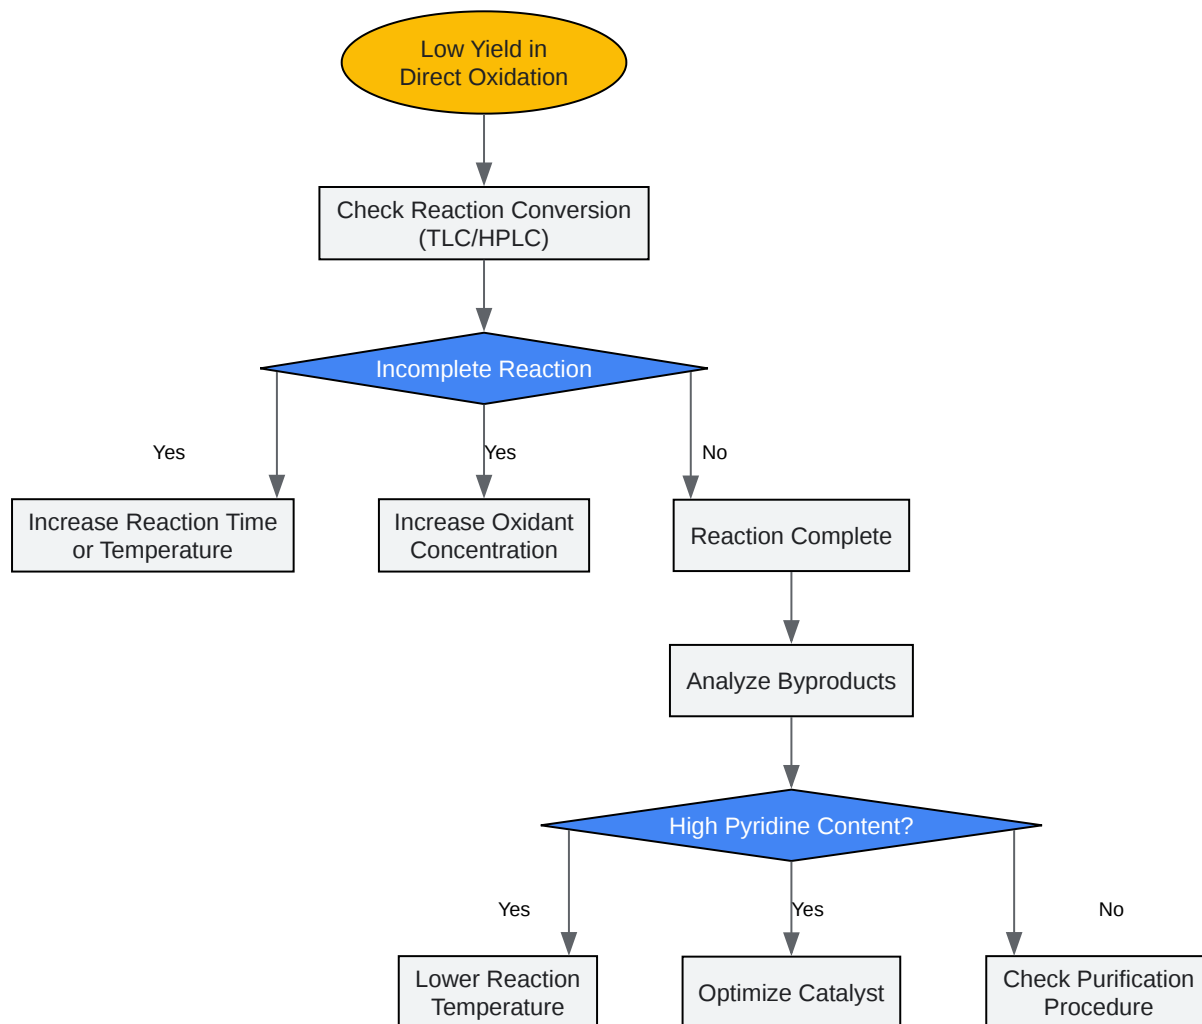 Low Yield in
Direct Oxidation
Check Reaction Conversion
(TLC/HPLC)
Incomplete Reaction
Yes
Yes
No
Increase Reaction Time
or Temperature
Increase Oxidant
Concentration
Reaction Complete
Analyze Byproducts
High Pyridine Content?
Yes
Yes
No
Lower Reaction
Temperature
Optimize Catalyst
Check Purification
Procedure